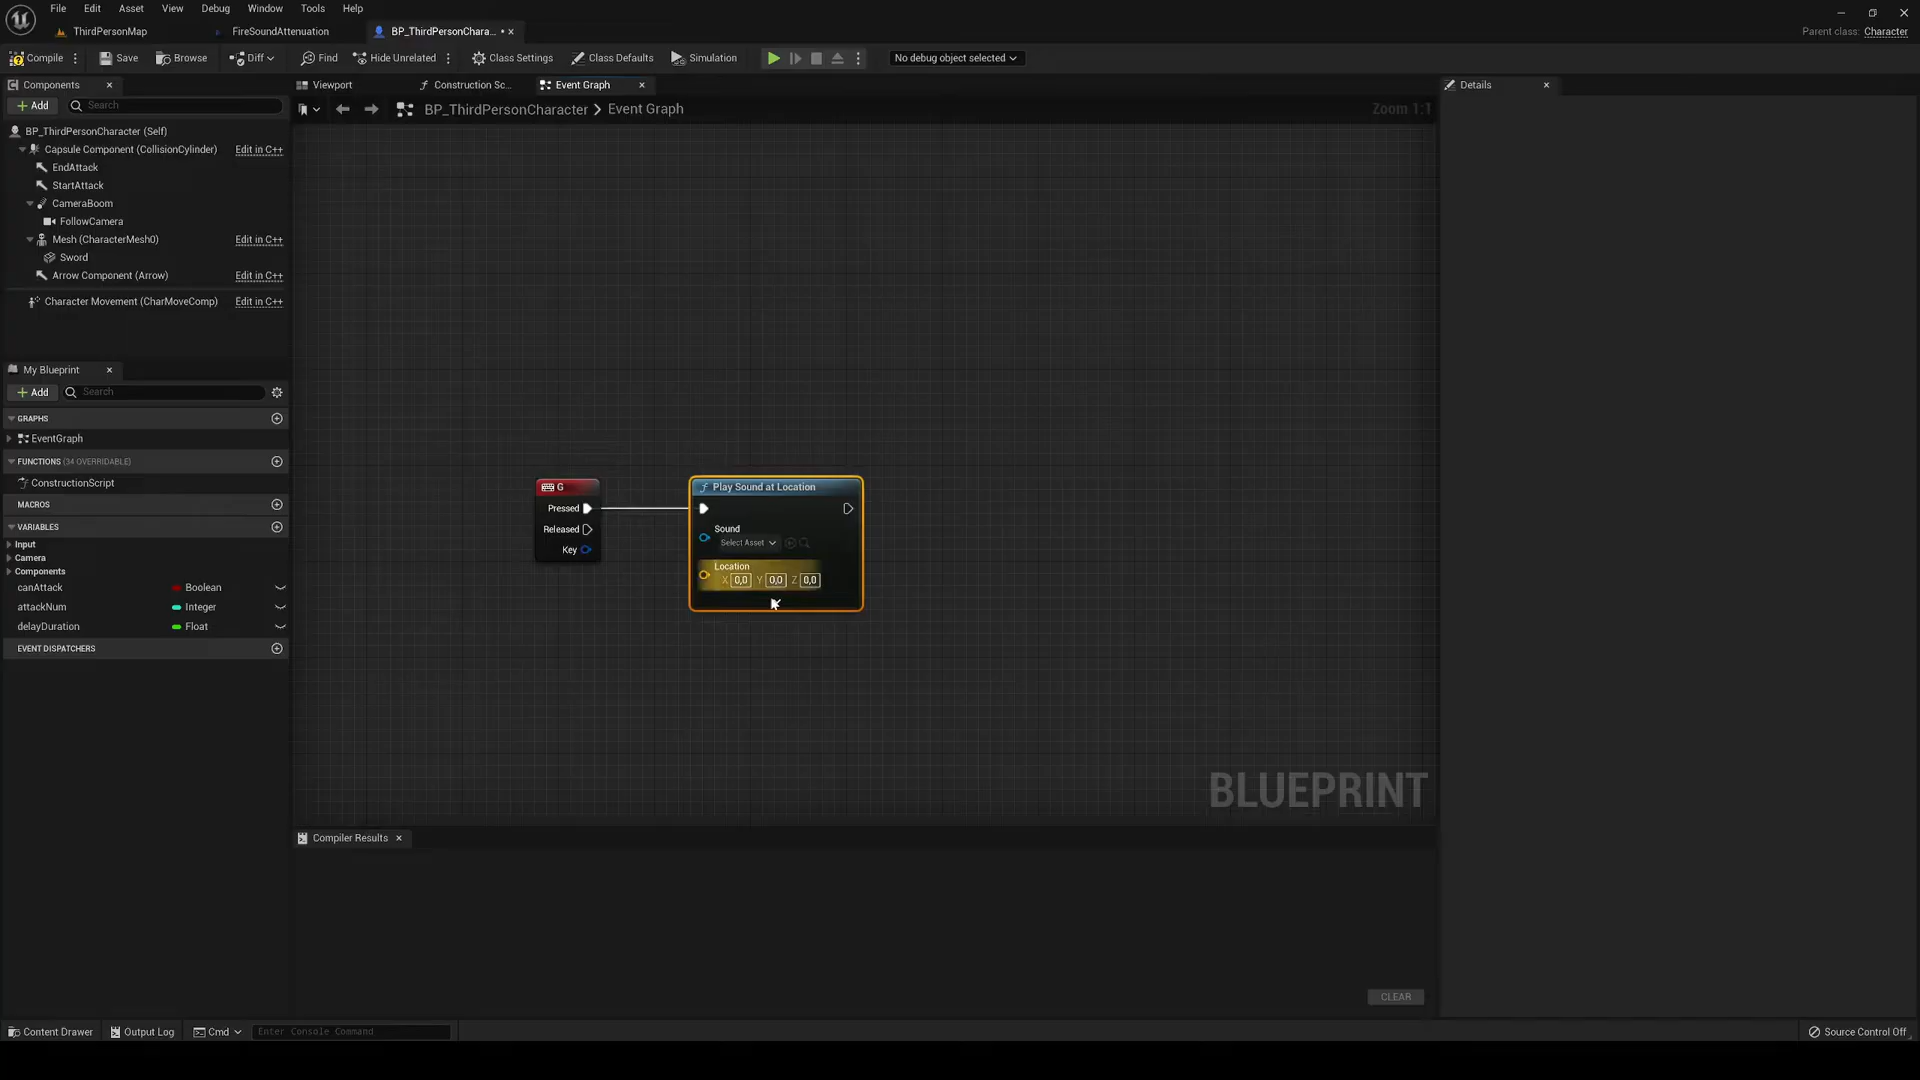 File Edit Asset View Debug Window Tools Help
ThirdPersonMap FireSoundAttenuation BP_ThirdPersonChara...
Parent class: Character
Compile Save Browse Diff Find Hide Unrelated Class Settings Class Defaults Simulation No debug object selected
Components
Add Search
BP_ThirdPersonCharacter (Self)
Capsule Component (CollisionCylinder) Edit in C++
EndAttack
StartAttack
CameraBoom
FollowCamera
Mesh (CharacterMesh0) Edit in C++
Sword
Arrow Component (Arrow) Edit in C++
Character Movement (CharMoveComp) Edit in C++
My Blueprint
Add Search
GRAPHS
EventGraph
FUNCTIONS (34 OVERRIDABLE)
ConstructionScript
MACROS
VARIABLES
Input
Camera
Components
canAttack Boolean
attackNum Integer
delayDuration Float
EVENT DISPATCHERS
Viewport Construction Sc... Event Graph
BP_ThirdPersonCharacter > Event Graph
Zoom 1:1
G
Pressed
Released
Key
Play Sound at Location
Sound
Select Asset
Location
X 0,0 Y 0,0 Z 0,0
BLUEPRINT
Compiler Results
CLEAR
Details
Content Drawer Output Log Cmd Enter Console Command
Source Control Off